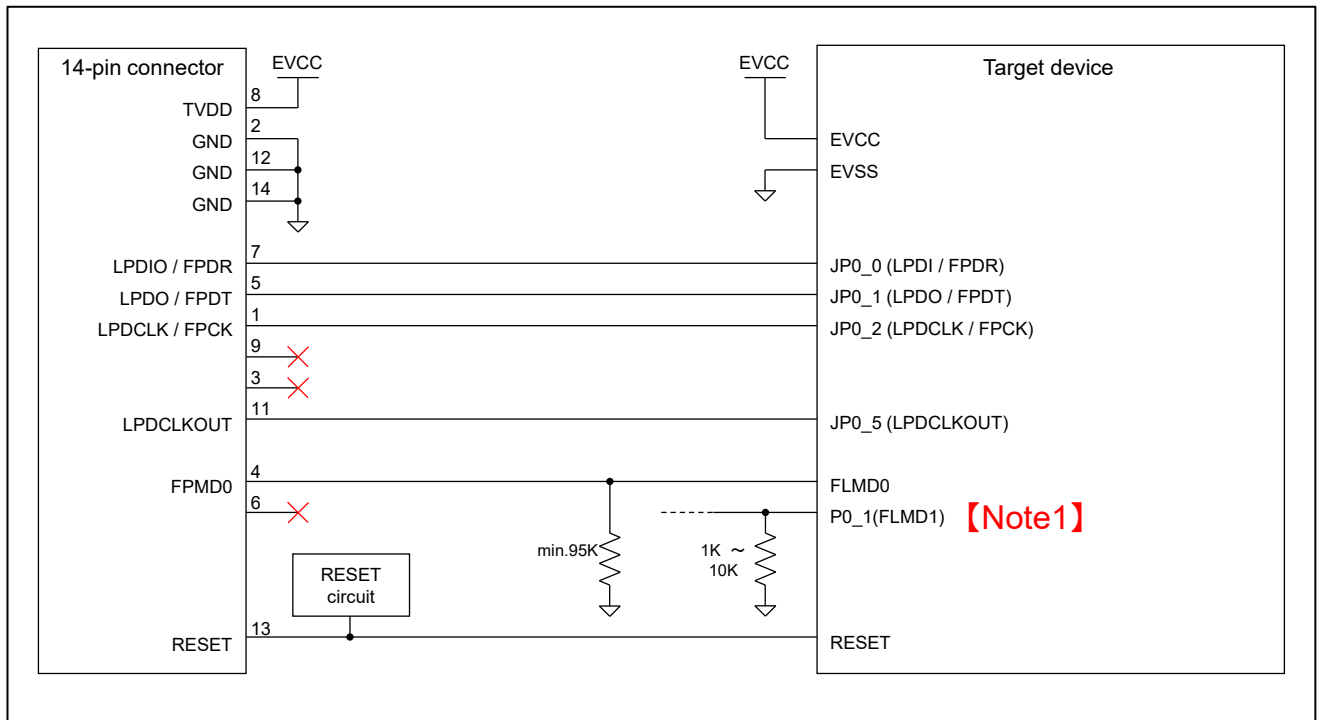 14-pin connector
EVCC
EVCC
Target device
TVDD
8
GND
2
GND
12
GND
14
EVCC
EVSS
LPDIO / FPDR
7
JP0_0 (LPDI / FPDR)
LPDO / FPDT
5
JP0_1 (LPDO / FPDT)
LPDCLK / FPCK
1
JP0_2 (LPDCLK / FPCK)
9
3
LPDCLKOUT
11
JP0_5 (LPDCLKOUT)
FPMD0
4
FLMD0
6
P0_1(FLMD1) 【Note1】
min.95K
1K ～
10K
RESET
circuit
RESET
13
RESET